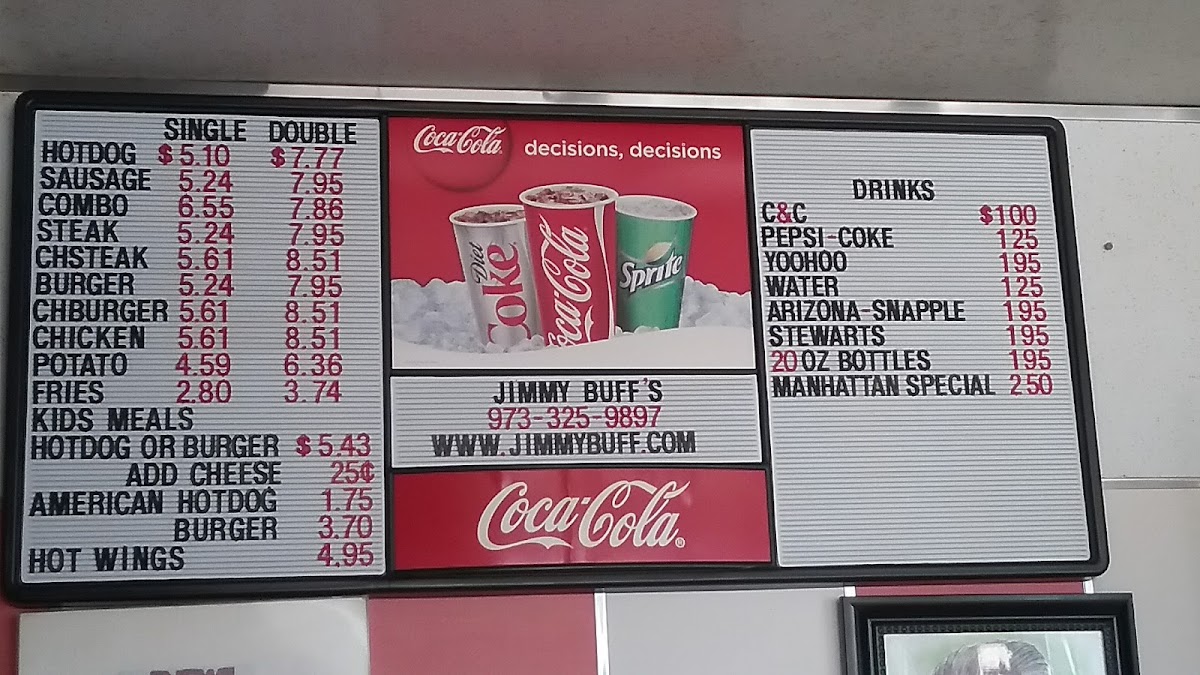 SINGLE DOUBLE
HOTDOG $5.10 $7.77
SAUSAGE 5.24 7.95
COMBO 6.55 7.86
STEAK 5.24 7.95
CHSTEAK 5.61 8.51
BURGER 5.24 7.95
CHBURGER 5.61 8.51
CHICKEN 5.61 8.51
POTATO 4.59 6.36
FRIES 2.80 3.74
KIDS MEALS
HOTDOG OR BURGER $5.43
ADD CHEESE 25¢
AMERICAN HOTDOG 1.75
BURGER 3.70
HOT WINGS 4.95
Coca-Cola decisions, decisions
Diet Coke
Coca-Cola
Sprite
JIMMY BUFF'S
973-325-9897
WWW.JIMMYBUFF.COM
Coca-Cola®
DRINKS
C&C $100
PEPSI-COKE 125
YOOHOO 195
WATER 125
ARIZONA-SNAPPLE 195
STEWARTS 195
20 OZ BOTTLES 195
MANHATTAN SPECIAL 2 50